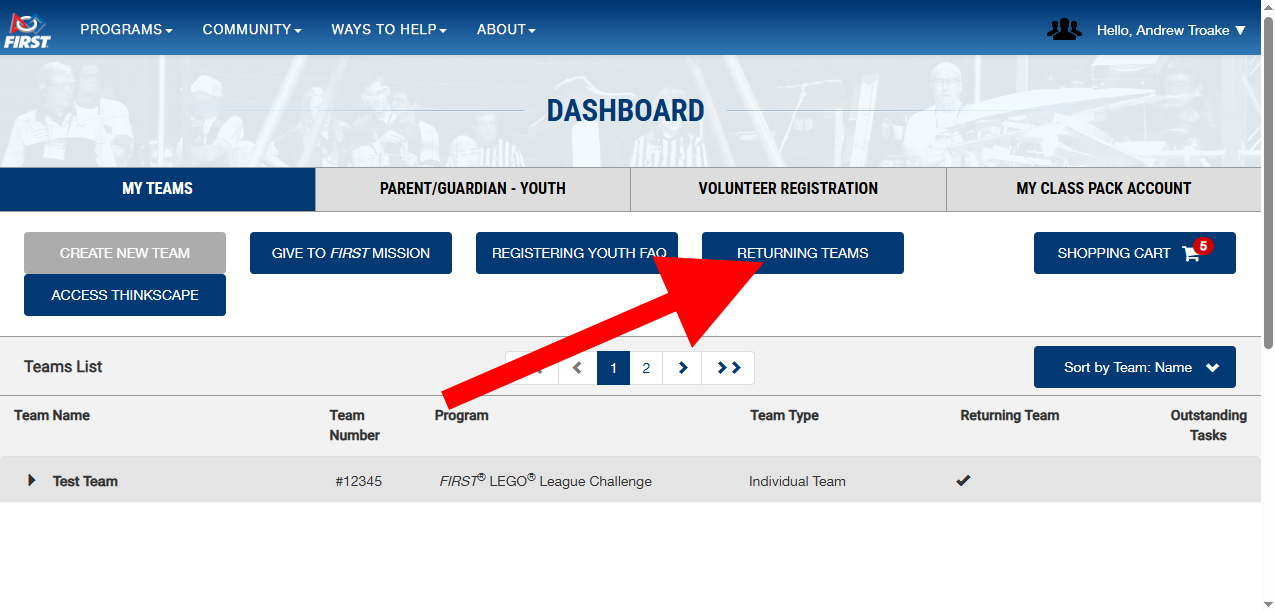 FIRST
PROGRAMS
COMMUNITY
WAYS TO HELP
ABOUT
Hello, Andrew Troake ▼
DASHBOARD
MY TEAMS
PARENT/GUARDIAN - YOUTH
VOLUNTEER REGISTRATION
MY CLASS PACK ACCOUNT
CREATE NEW TEAM
GIVE TO FIRST MISSION
REGISTERING YOUTH FAQ
RETURNING TEAMS
SHOPPING CART
5
ACCESS THINKSCAPE
Teams List
1
2
Sort by Team: Name
Team Name
Team
Number
Program
Team Type
Returning Team
Outstanding
Tasks
Test Team
#12345
FIRST® LEGO® League Challenge
Individual Team